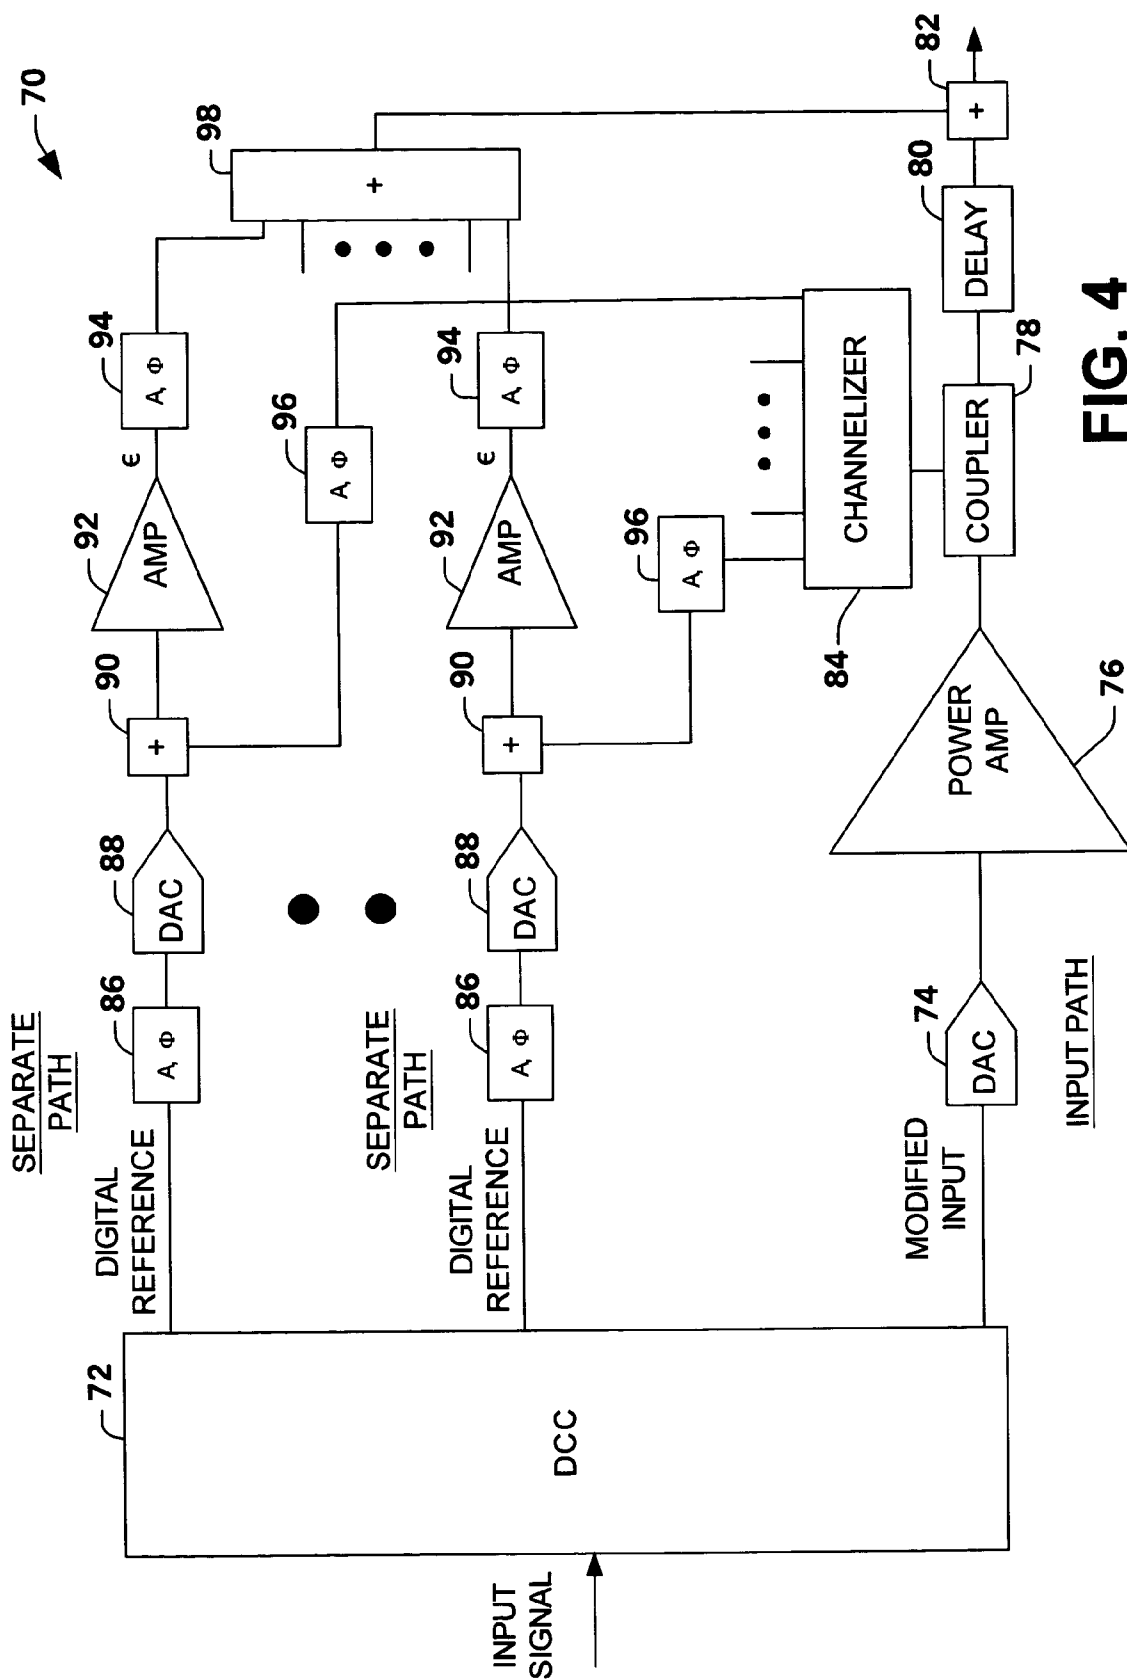 70
SEPARATE
PATH
DIGITAL
REFERENCE
86
A, Φ
88
DAC
90
+
92
AMP
ϵ
94
A, Φ
98
+
96
A, Φ
SEPARATE
PATH
DIGITAL
REFERENCE
86
A, Φ
88
DAC
90
+
92
AMP
ϵ
94
A, Φ
96
A, Φ
72
DCC
INPUT
SIGNAL
CHANNELIZER
84
MODIFIED
INPUT
74
DAC
INPUT PATH
POWER
AMP
76
COUPLER
78
DELAY
80
+
82
FIG. 4